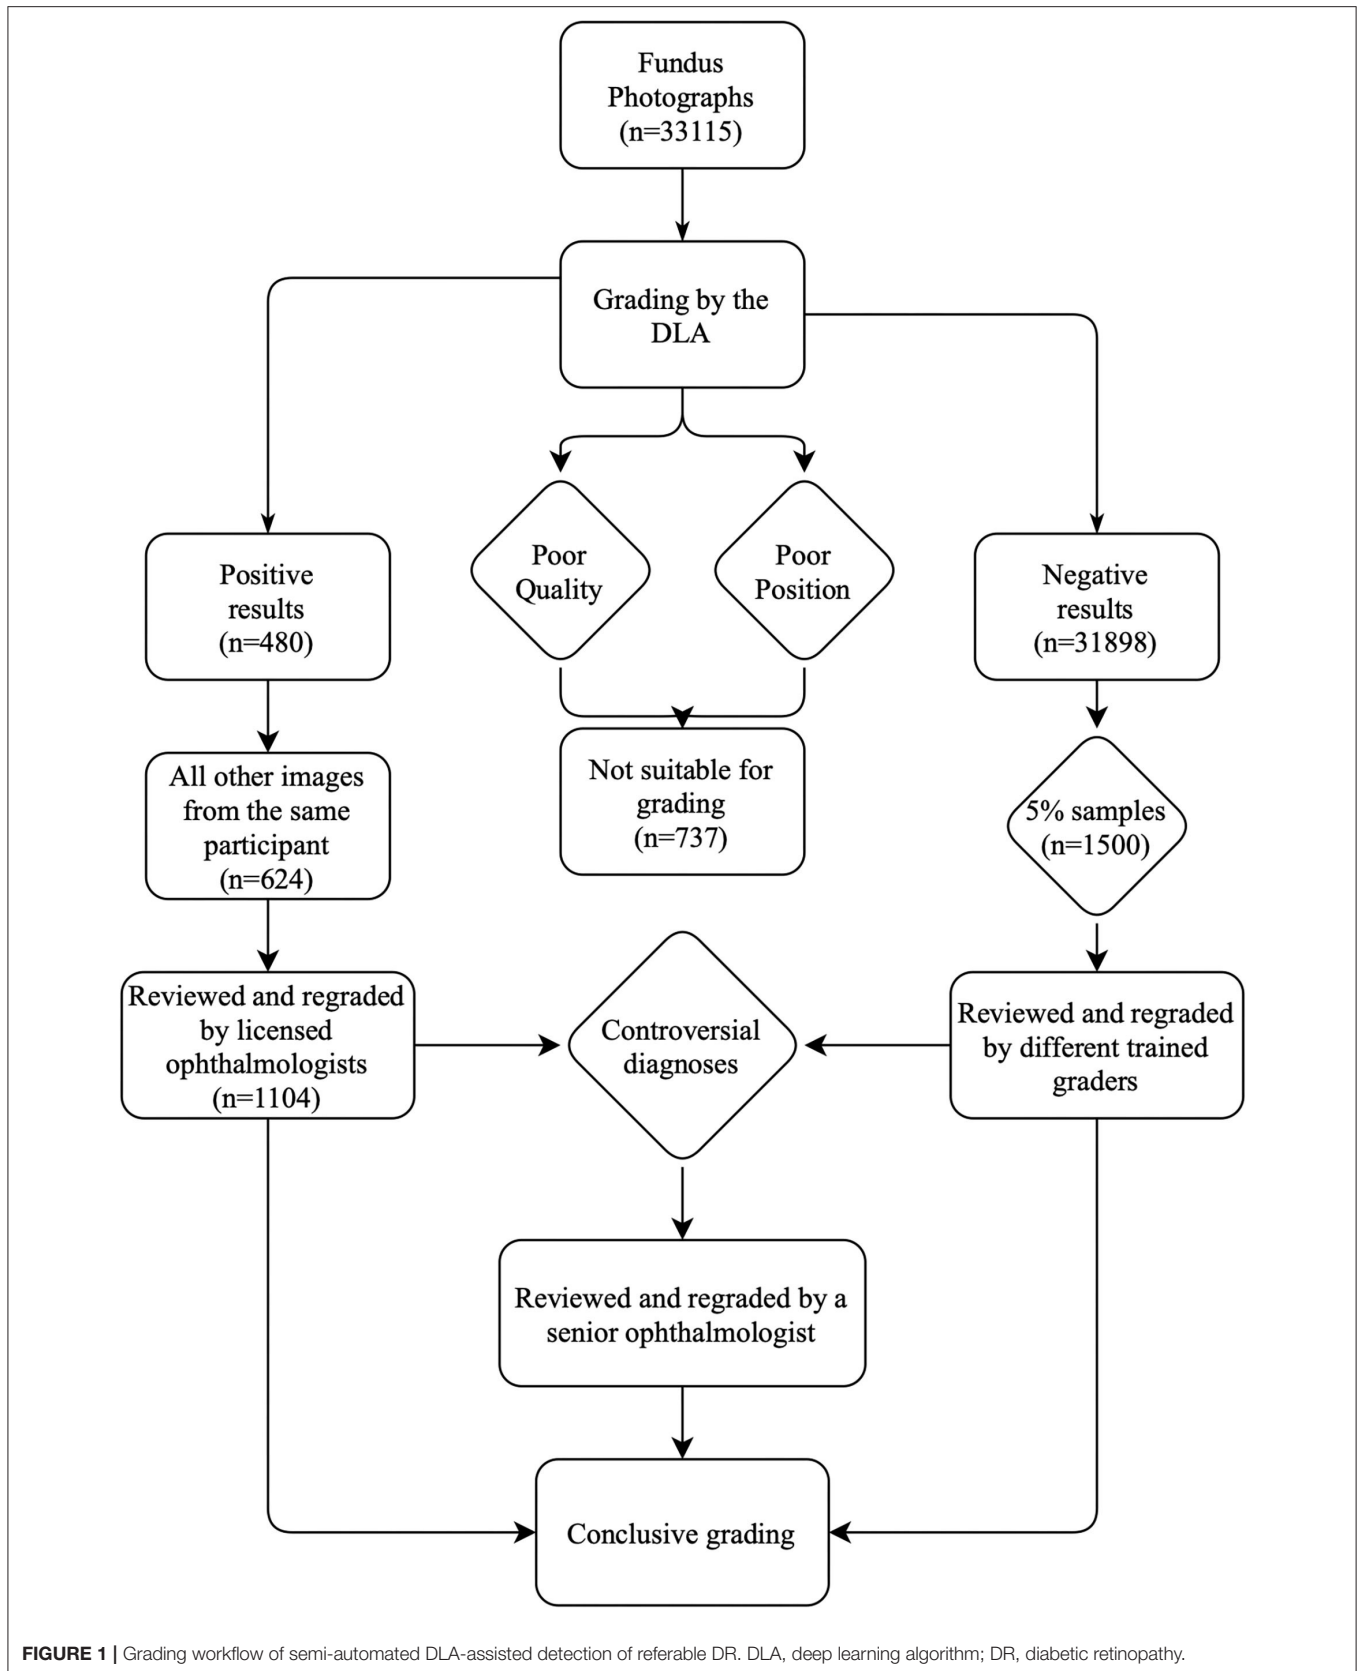 Fundus
Photographs
(n=33115)
Grading by the
DLA
Positive
results
(n=480)
Poor
Quality
Poor
Position
Negative
results
(n=31898)
All other images
from the same
participant
(n=624)
Not suitable for
grading
(n=737)
5% samples
(n=1500)
Reviewed and regraded
by licensed
ophthalmologists
(n=1104)
Controversial
diagnoses
Reviewed and regraded
by different trained
graders
Reviewed and regraded by a
senior ophthalmologist
Conclusive grading
FIGURE 1 | Grading workflow of semi-automated DLA-assisted detection of referable DR. DLA, deep learning algorithm; DR, diabetic retinopathy.